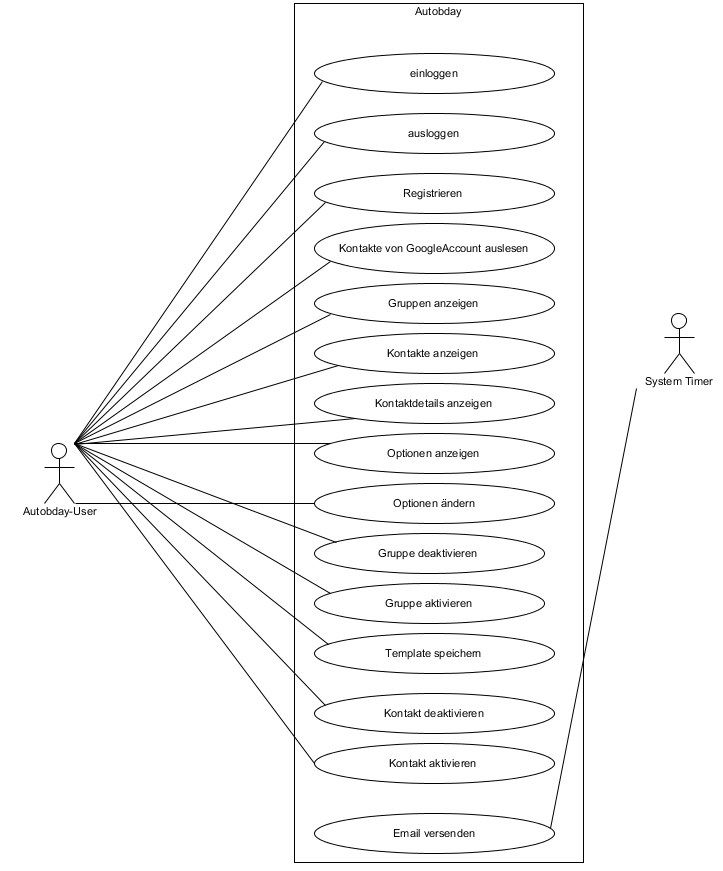 Autobday
einloggen
ausloggen
Registrieren
Kontakte von GoogleAccount auslesen
Gruppen anzeigen
Kontakte anzeigen
System Timer
Kontaktdetails anzeigen
Optionen anzeigen
Optionen ändern
Autobday-User
Gruppe deaktivieren
Gruppe aktivieren
Template speichern
Kontakt deaktivieren
Kontakt aktivieren
Email versenden